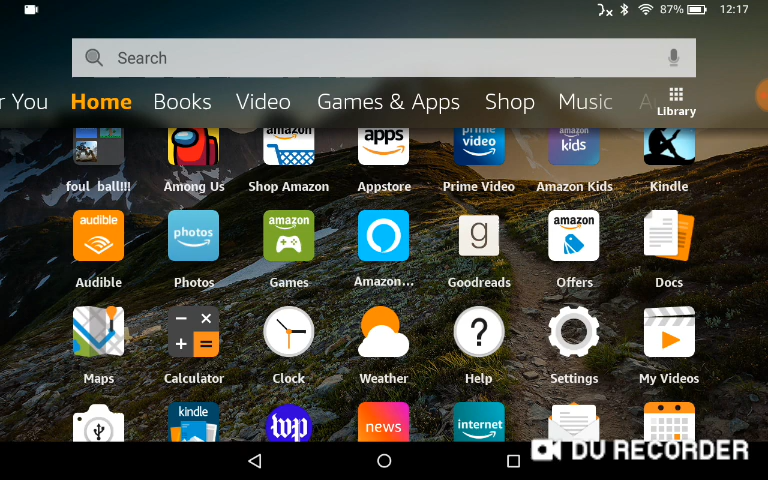 87% 12:17
Search
r You Home Books Video Games & Apps Shop Music Au
Library
amazon apps prime video amazon kids
foul ball!!! Among Us Shop Amazon Appstore Prime Video Amazon Kids Kindle
audible photos amazon g amazon
Audible Photos Games Amazon... Goodreads Offers Docs
Maps Calculator Clock Weather Help Settings My Videos
kindle wp news internet
DU RECORDER